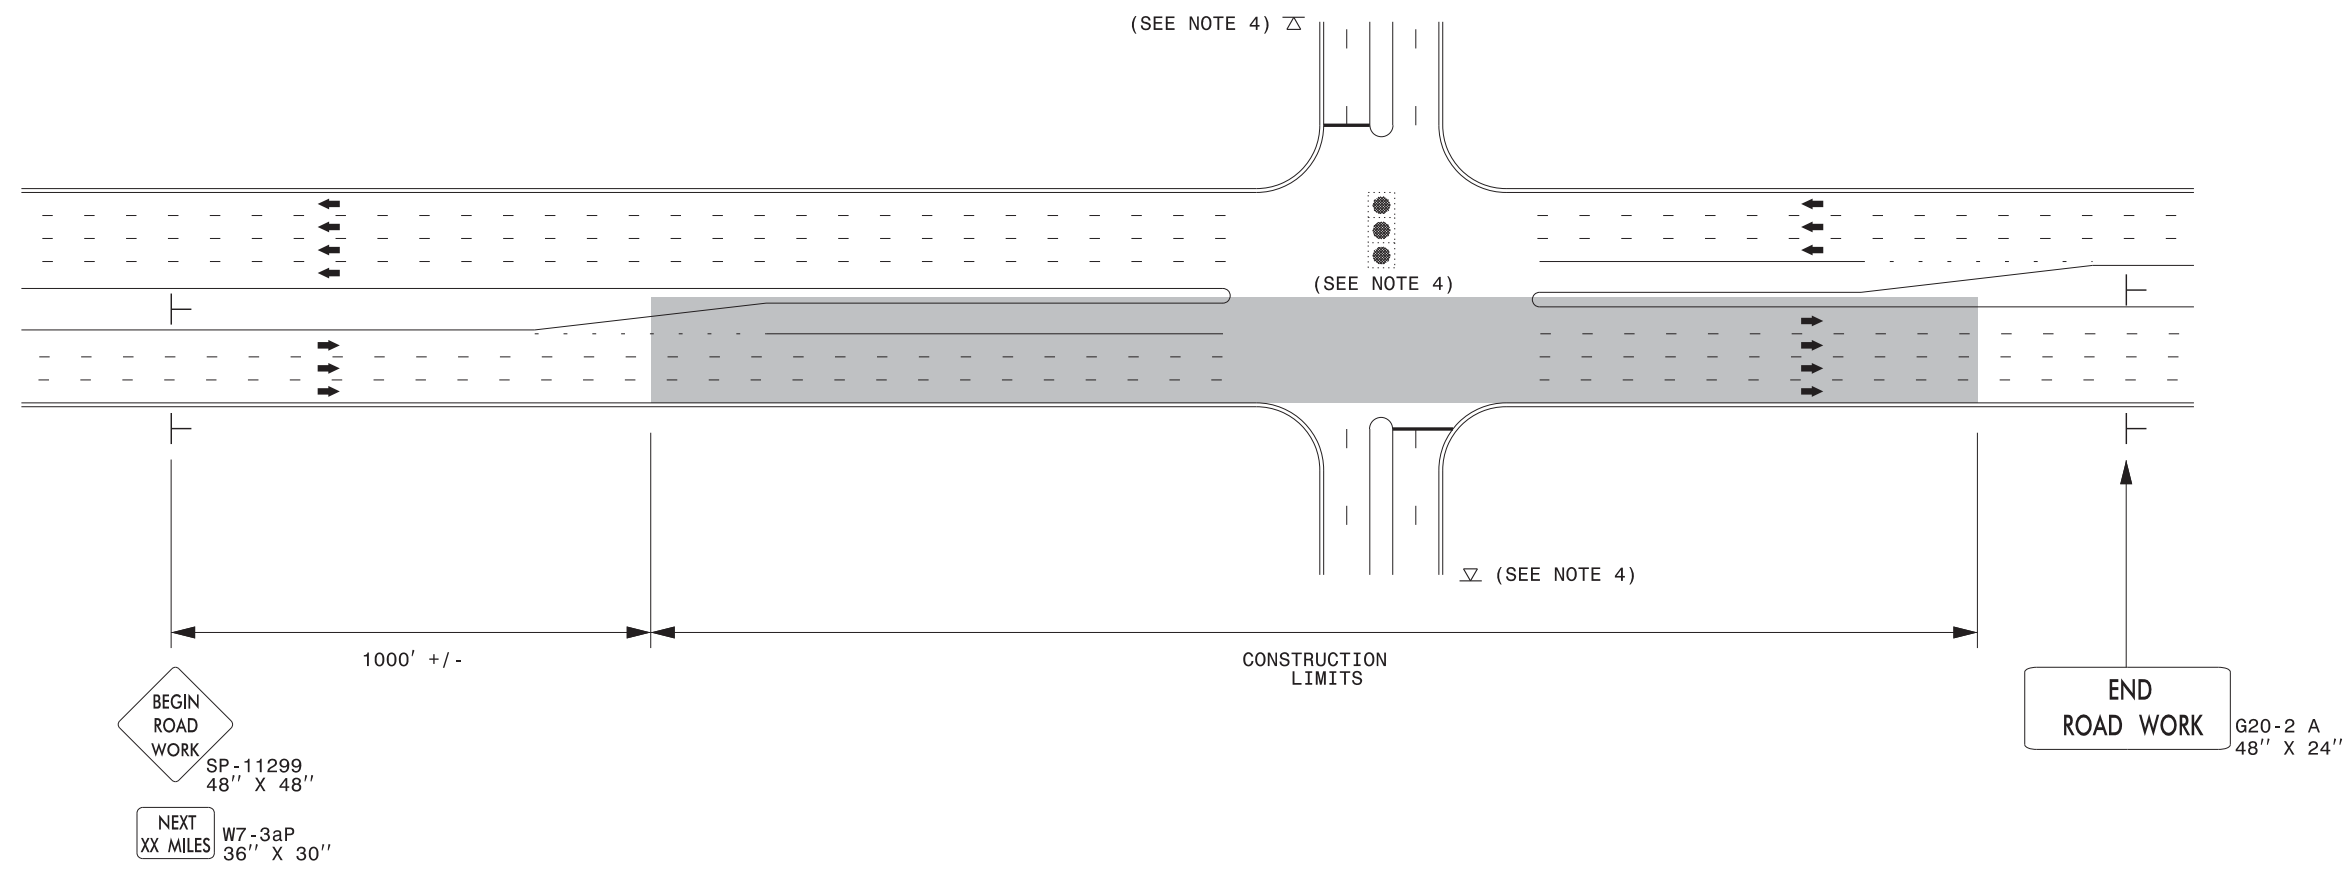 (SEE NOTE 4)
(SEE NOTE 4)
(SEE NOTE 4)
1000' +/-
CONSTRUCTION
LIMITS
BEGIN
ROAD
WORK
SP-11299
48'' X 48''
NEXT
XX MILES
W7-3aP
36'' X 30''
END
ROAD WORK
G20-2 A
48'' X 24''